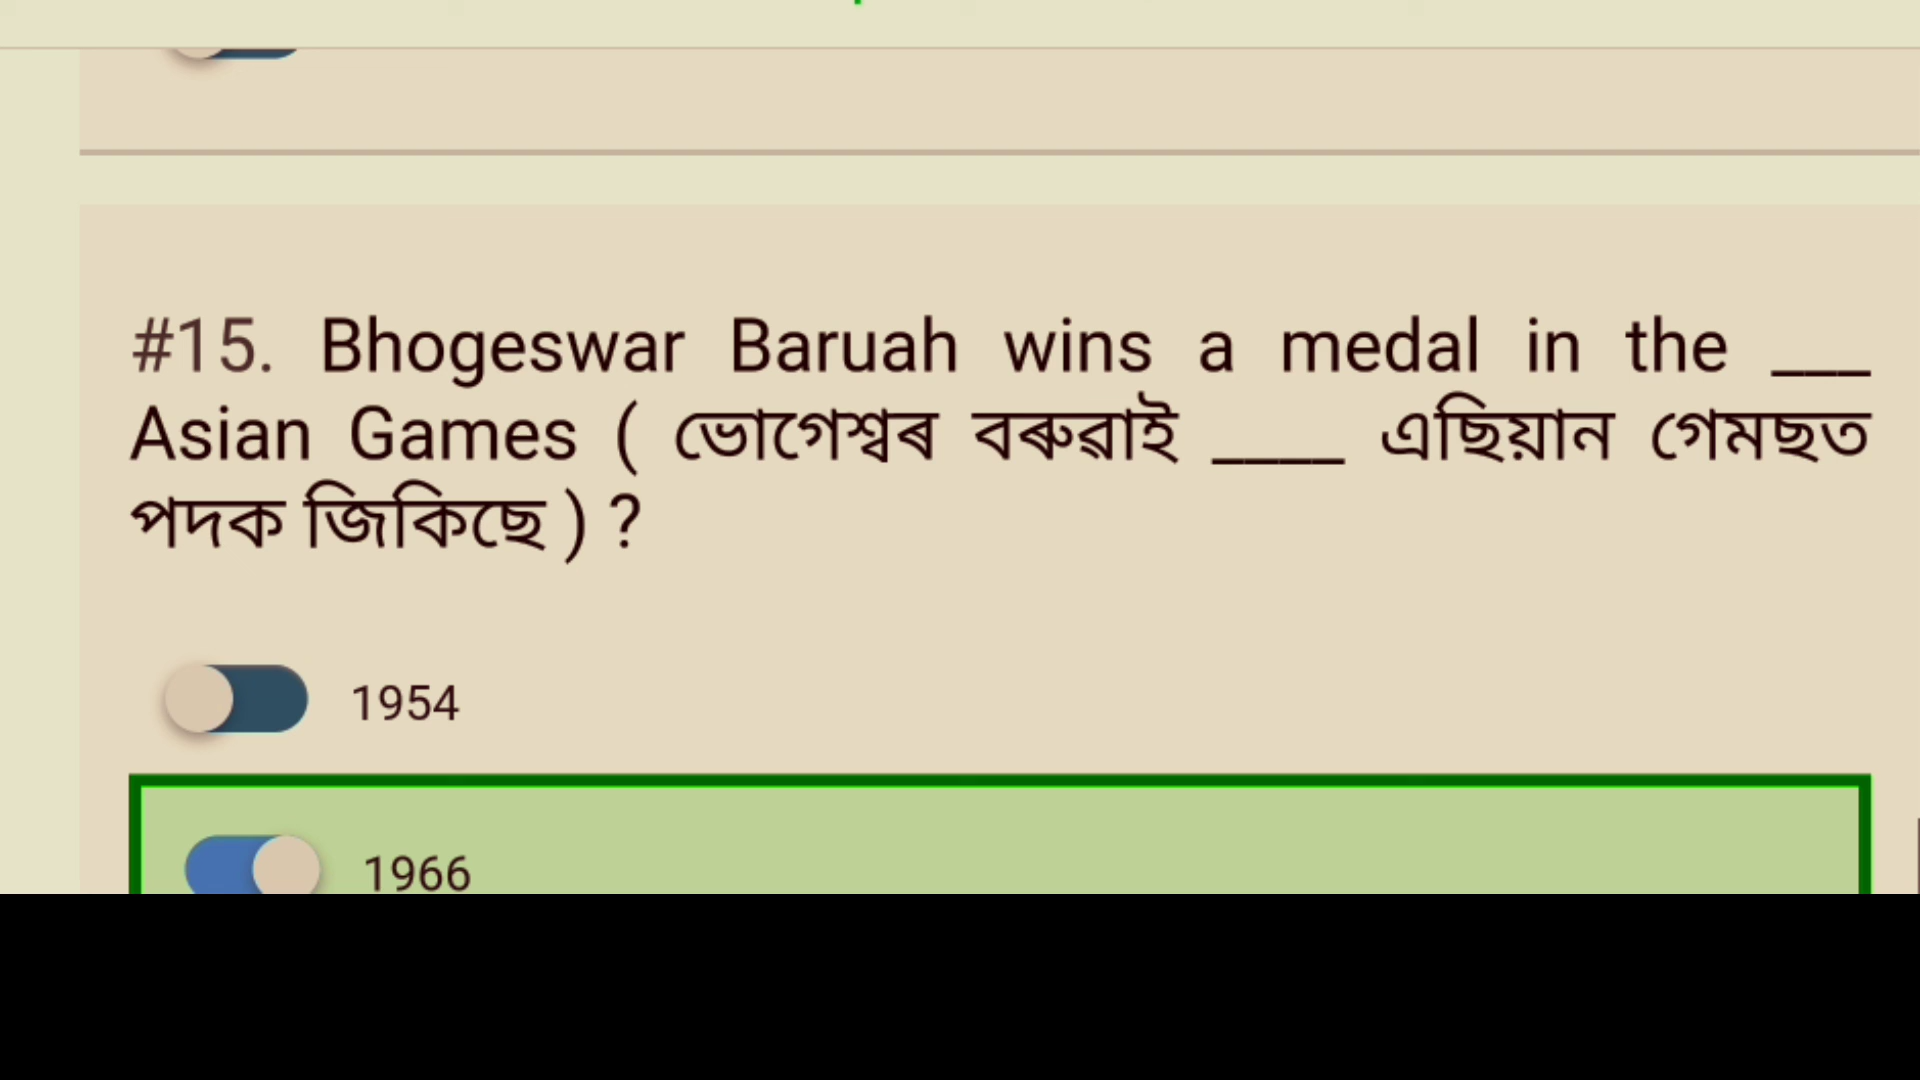 #15. Bhogeswar Baruah wins a medal in the ___
Asian Games ( ভোগেশ্বৰ বৰুৱাই ____ এছিয়ান গেমছত
পদক জিকিছে ) ?
1954
1966